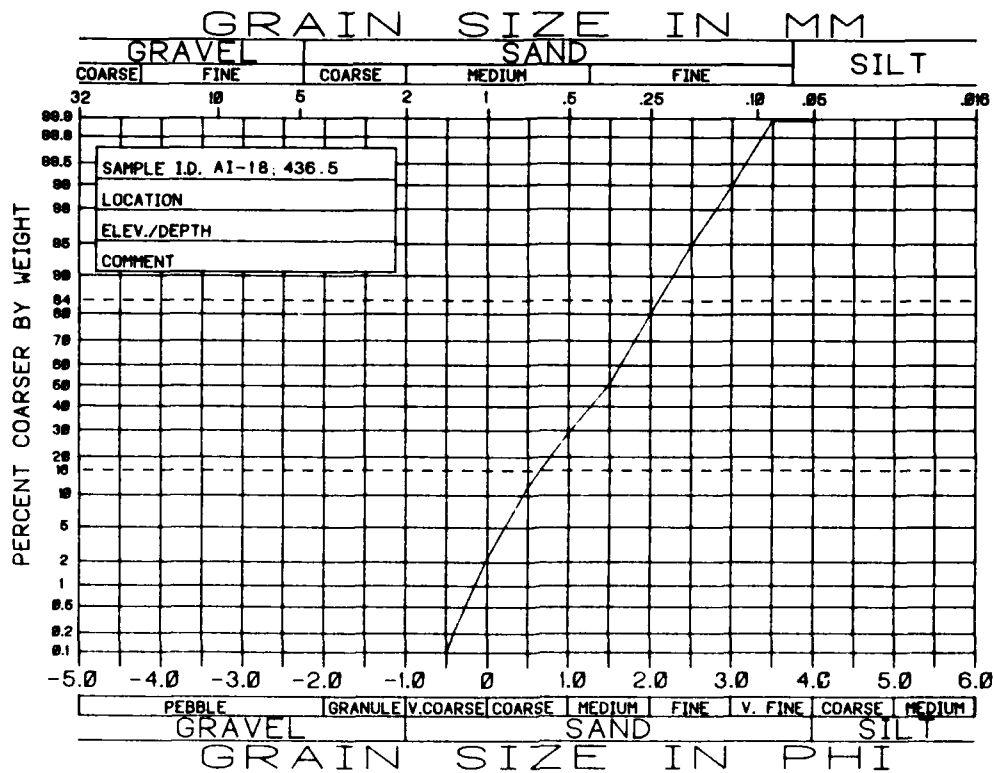 GRAIN SIZE IN MM
GRAVEL SAND SILT
COARSE FINE COARSE MEDIUM FINE
32 10 5 2 1 .5 .25 .10 .05 .016
99.9
99.8
99.5
99
98
95
90
84
80
70
60
50
40
30
20
16
10
5
2
1
0.5
0.2
0.1
PERCENT COARSER BY WEIGHT
SAMPLE I.D. AI-18; 436.5
LOCATION
ELEV./DEPTH
COMMENT
-5.0 -4.0 -3.0 -2.0 -1.0 0 1.0 2.0 3.0 4.0 5.0 6.0
PEBBLE GRANULE V.COARSE COARSE MEDIUM FINE V. FINE COARSE MEDIUM
GRAVEL SAND SILT
GRAIN SIZE IN PHI